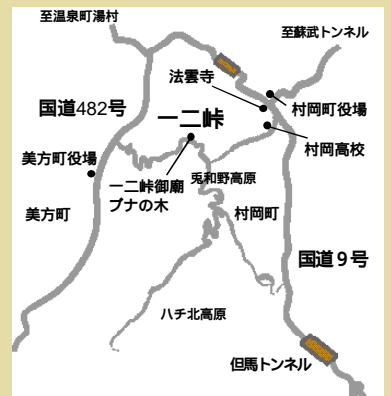 至温泉町湯村
至蘇武トンネル
法雲寺
国道482号
一二峠
村岡町役場
村岡高校
美方町役場
一二峠御廟
ブナの木
兎和野高原
美方町
村岡町
国道9号
ハチ北高原
但馬トンネル